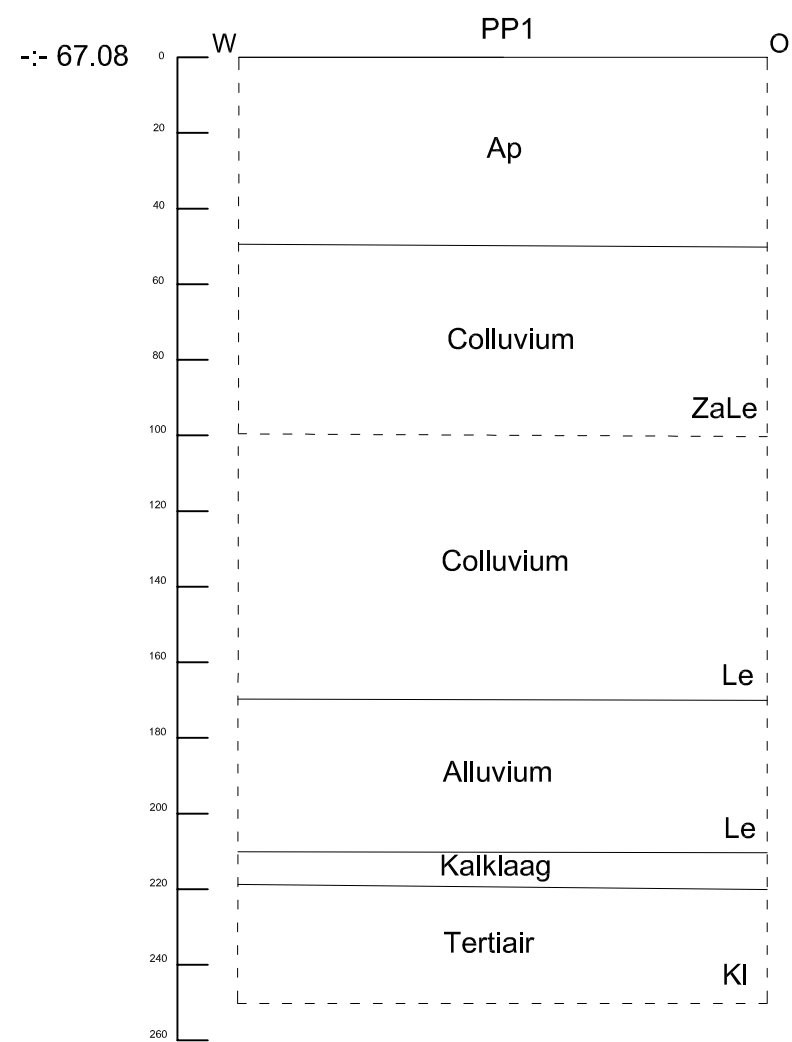 PP1
W
O
-:- 67.08
0
20
Ap
40
60
Colluvium
80
ZaLe
100
120
Colluvium
140
160
Le
180
Alluvium
200
Le
Kalklaag
220
Tertiair
240
Kl
260